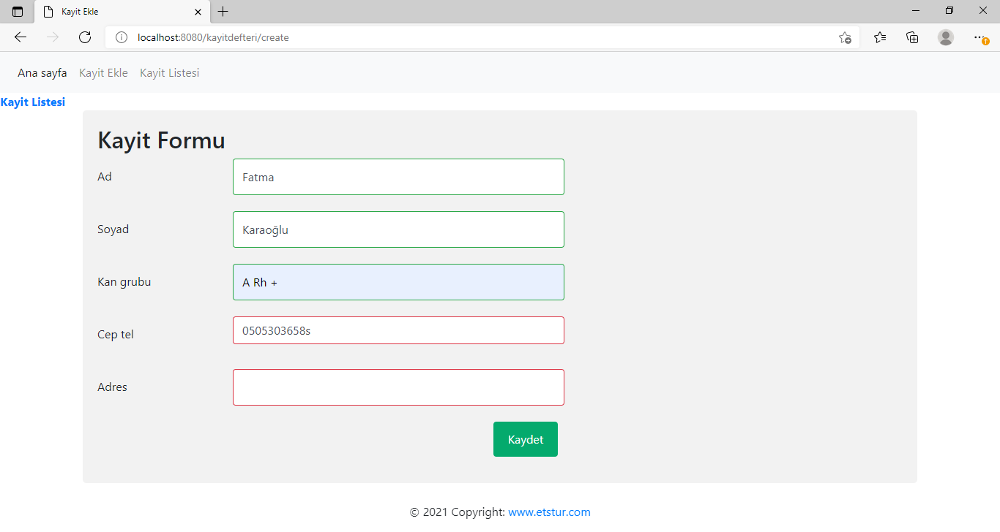 Kayit Ekle
localhost:8080/kayitdefteri/create
Ana sayfa Kayit Ekle Kayit Listesi
Kayit Listesi
Kayit Formu
Ad Fatma
Soyad Karaoğlu
Kan grubu A Rh +
Cep tel 0505303658s
Adres
Kaydet
© 2021 Copyright: www.etstur.com